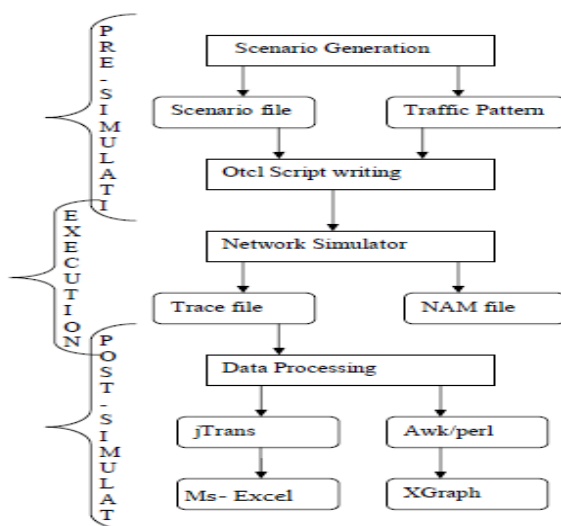 PRE-SIMULATI
Scenario Generation
Scenario file
Traffic Pattern
Otcl Script writing
EXECUTION
Network Simulator
Trace file
NAM file
POST-SIMULAT
Data Processing
jTrans
Awk/perl
Ms- Excel
XGraph